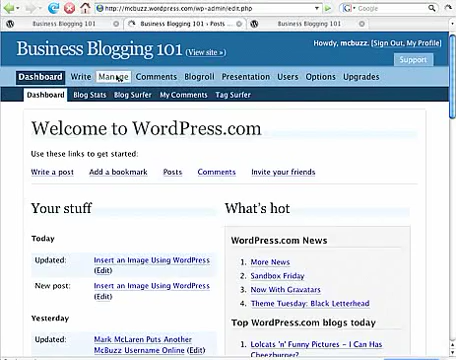 http://mcbuzz.wordpress.com/wp-admin/edit.php
Google
Business Blogging 101
Business Blogging 101 › Posts ...
Business Blogging 101
Business Blogging 101 (View site »)
Howdy, mcbuzz. [Sign Out, My Profile]
Support
Dashboard Write Manage Comments Blogroll Presentation Users Options Upgrades
Dashboard Blog Stats Blog Surfer My Comments Tag Surfer
Welcome to WordPress.com
Use these links to get started:
Write a post Add a bookmark Posts Comments Invite your friends
Your stuff
Today
Updated: Insert an Image Using WordPress
(Edit)
New post: Insert an Image Using WordPress
(Edit)
Yesterday
Updated: Mark McLaren Puts Another
McBuzz Username Online (Edit)
What's hot
WordPress.com News
1. More News
2. Sandbox Friday
3. Now With Gravatars
4. Theme Tuesday: Black Letterhead
Top WordPress.com blogs today
1. Lolcats 'n' Funny Pictures – I Can Has
Cheezburger?